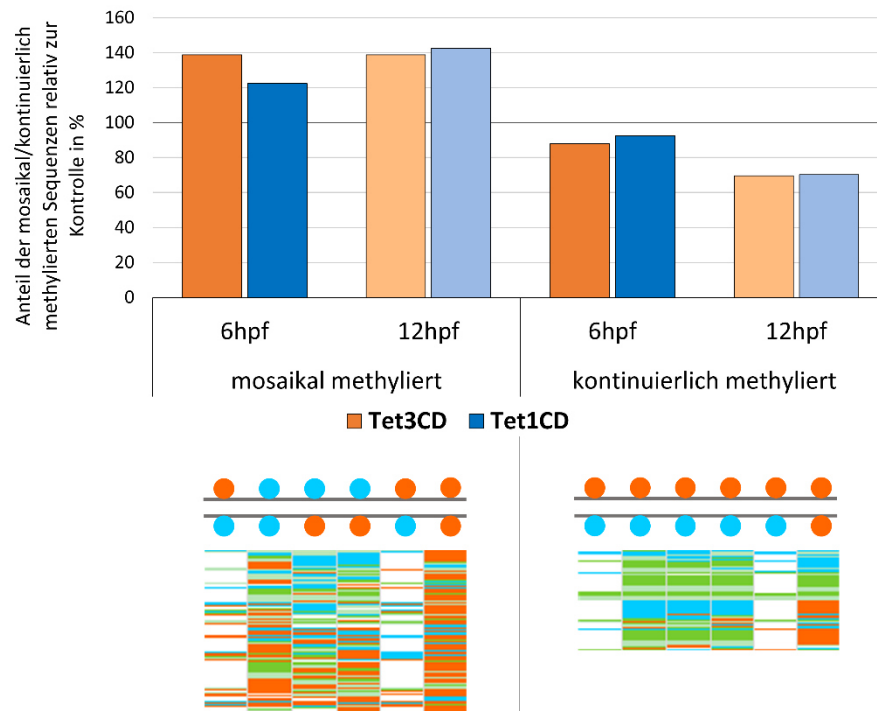 Anteil der mosaikal/kontinuierlich
methylierten Sequenzen relativ zur
Kontrolle in %
160
140
120
100
80
60
40
20
0
6hpf 12hpf 6hpf 12hpf
mosaikal methyliert kontinuierlich methyliert
Tet3CD Tet1CD